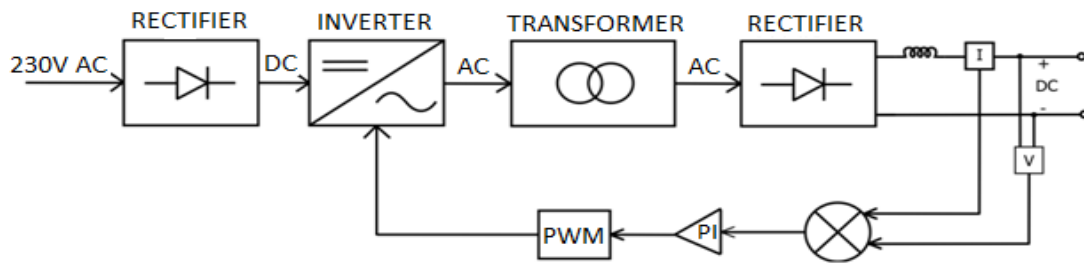 RECTIFIER INVERTER TRANSFORMER RECTIFIER
230V AC DC AC AC
I
+
DC
-
V
PWM PI